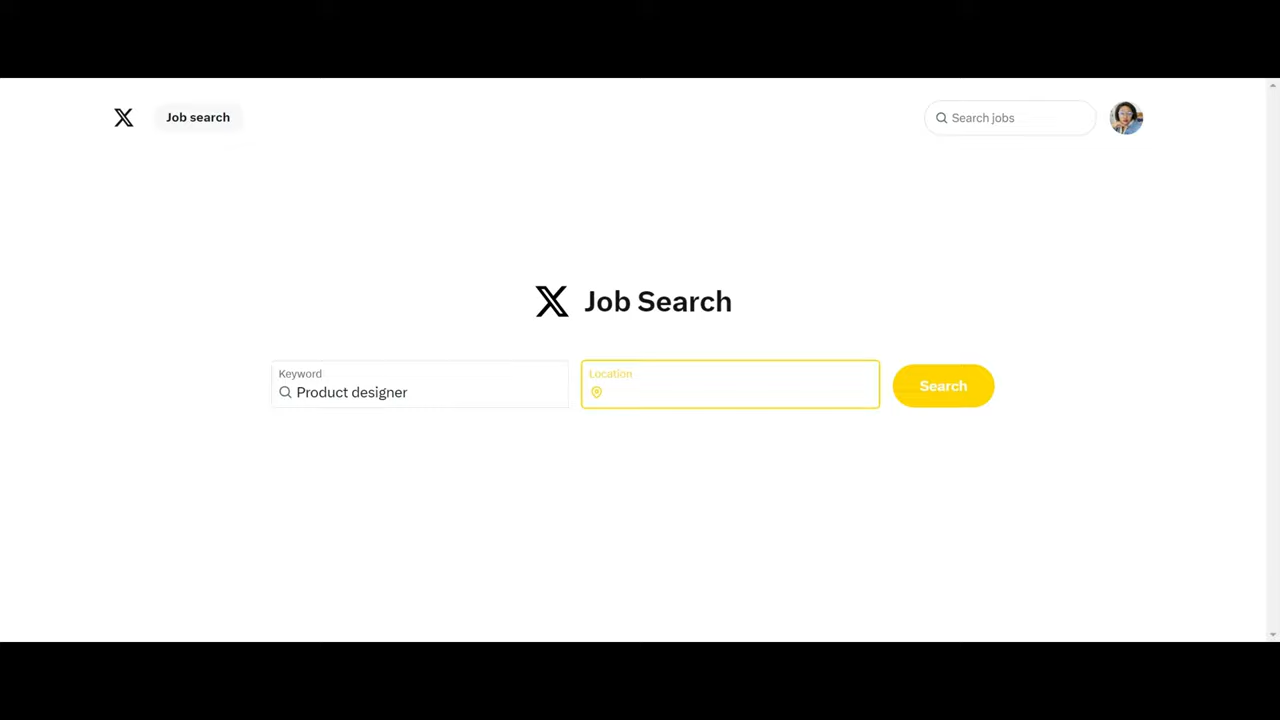 Job search
Search jobs
Job Search
Keyword
Product designer
Location
Search